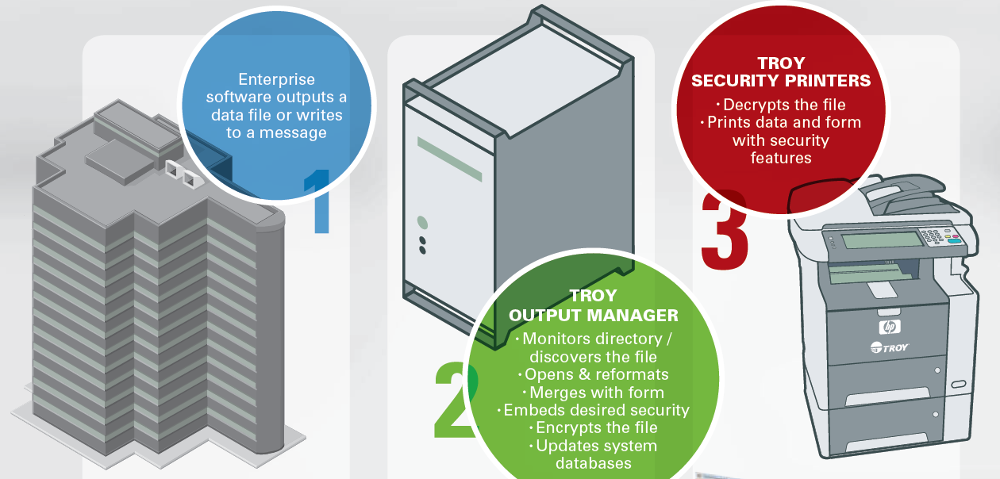 Enterprise
software outputs a
data file or writes
to a message
1
TROY
OUTPUT MANAGER
• Monitors directory /
discovers the file
• Opens & reformats
• Merges with form
• Embeds desired security
• Encrypts the file
• Updates system
databases
2
TROY
SECURITY PRINTERS
• Decrypts the file
• Prints data and form
with security
features
3
hp
TROY